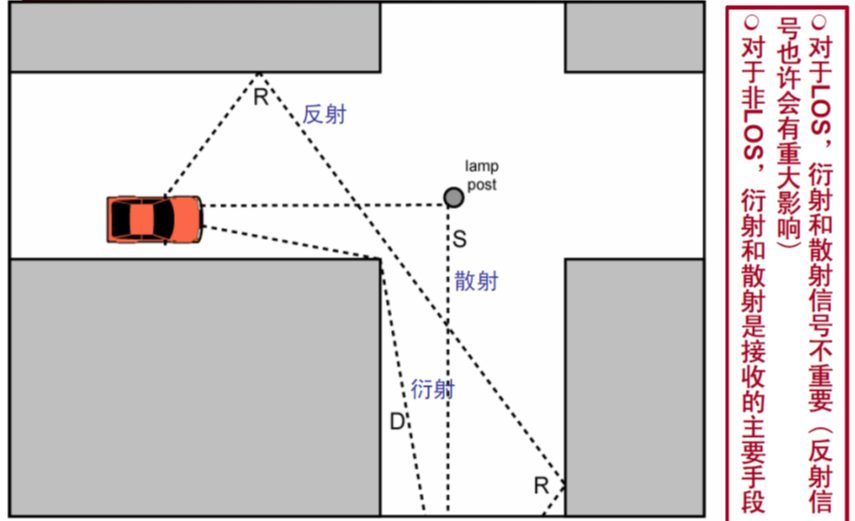 R
反射
lamp
post
S
散射
衍射
D
R
○对于LOS，衍射和散射信号不重要（反射信
号也许会有重大影响）
○对于非LOS，衍射和散射是接收的主要手段